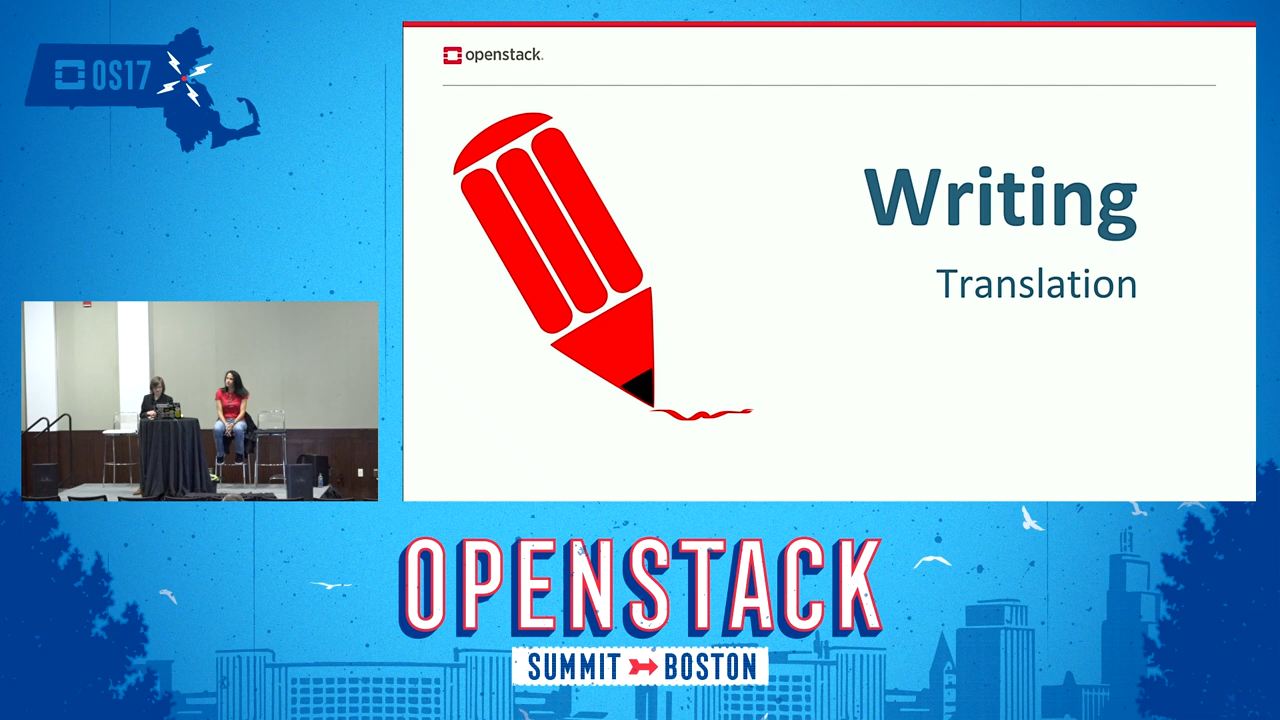 OS17
openstack.
Writing
Translation
OPENSTACK
SUMMIT BOSTON